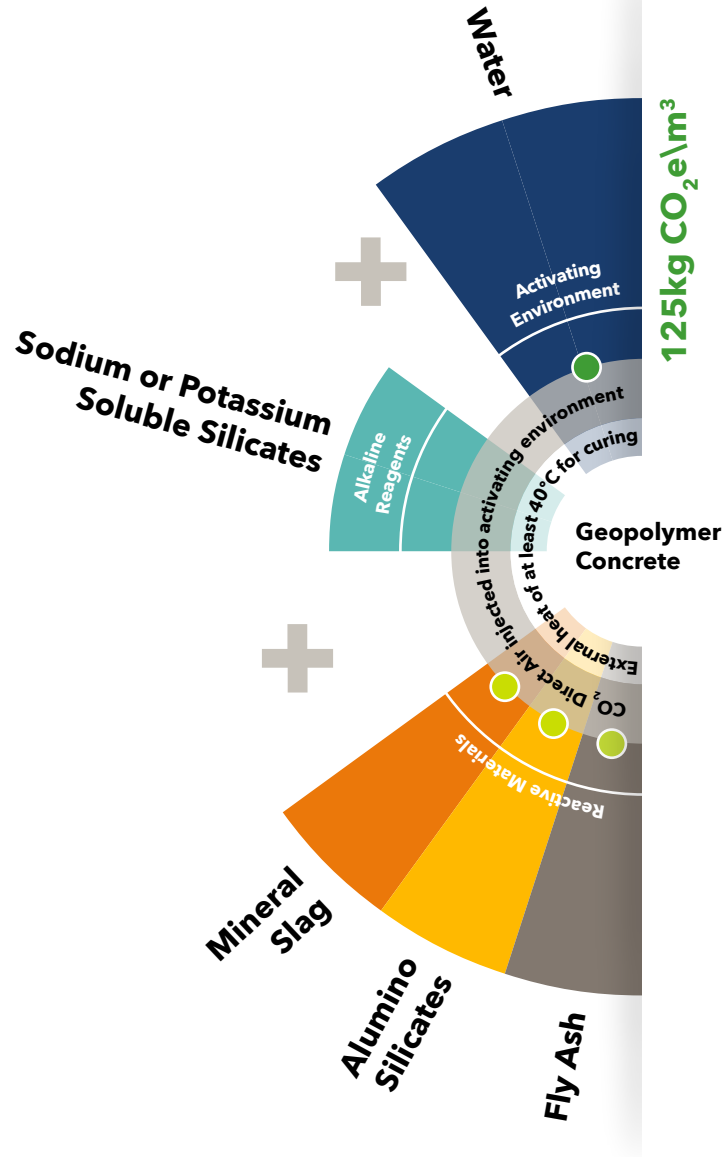 Water
125kg CO₂e\m³
Activating
Environment
Sodium or Potassium
Soluble Silicates
Alkaline
Reagents
CO₂ Direct Air injected into activating environment
External heat of at least 40°C for curing
Geopolymer
Concrete
Reactive Materials
Mineral
Slag
Alumino
Silicates
Fly Ash